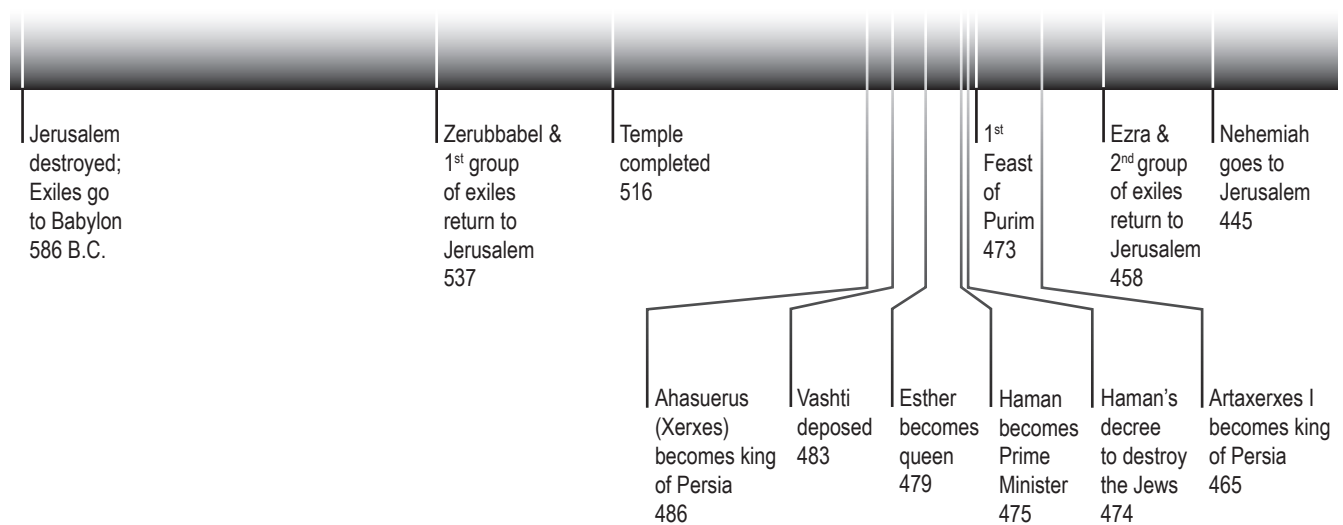 Jerusalem
destroyed;
Exiles go
to Babylon
586 B.C.
Zerubbabel &
1st group
of exiles
return to
Jerusalem
537
Temple
completed
516
1st
Feast
of
Purim
473
Ezra &
2nd group
of exiles
return to
Jerusalem
458
Nehemiah
goes to
Jerusalem
445
Ahasuerus
(Xerxes)
becomes king
of Persia
486
Vashti
deposed
483
Esther
becomes
queen
479
Haman
becomes
Prime
Minister
475
Haman's
decree
to destroy
the Jews
474
Artaxerxes I
becomes king
of Persia
465